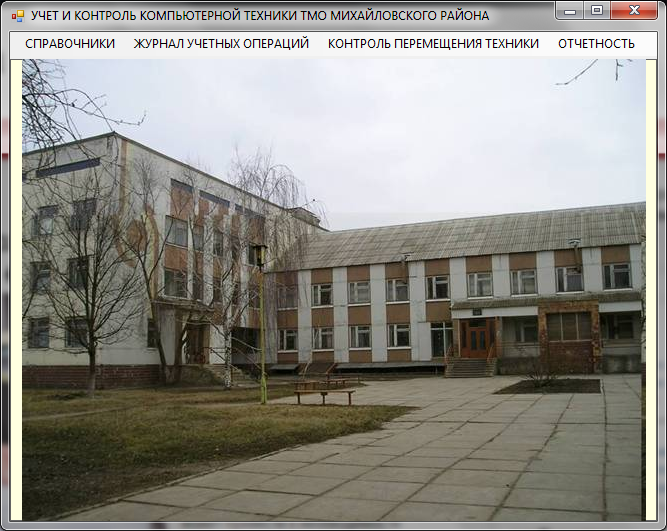 УЧЕТ И КОНТРОЛЬ КОМПЬЮТЕРНОЙ ТЕХНИКИ ТМО МИХАЙЛОВСКОГО РАЙОНА
СПРАВОЧНИКИ ЖУРНАЛ УЧЕТНЫХ ОПЕРАЦИЙ КОНТРОЛЬ ПЕРЕМЕЩЕНИЯ ТЕХНИКИ ОТЧЕТНОСТЬ